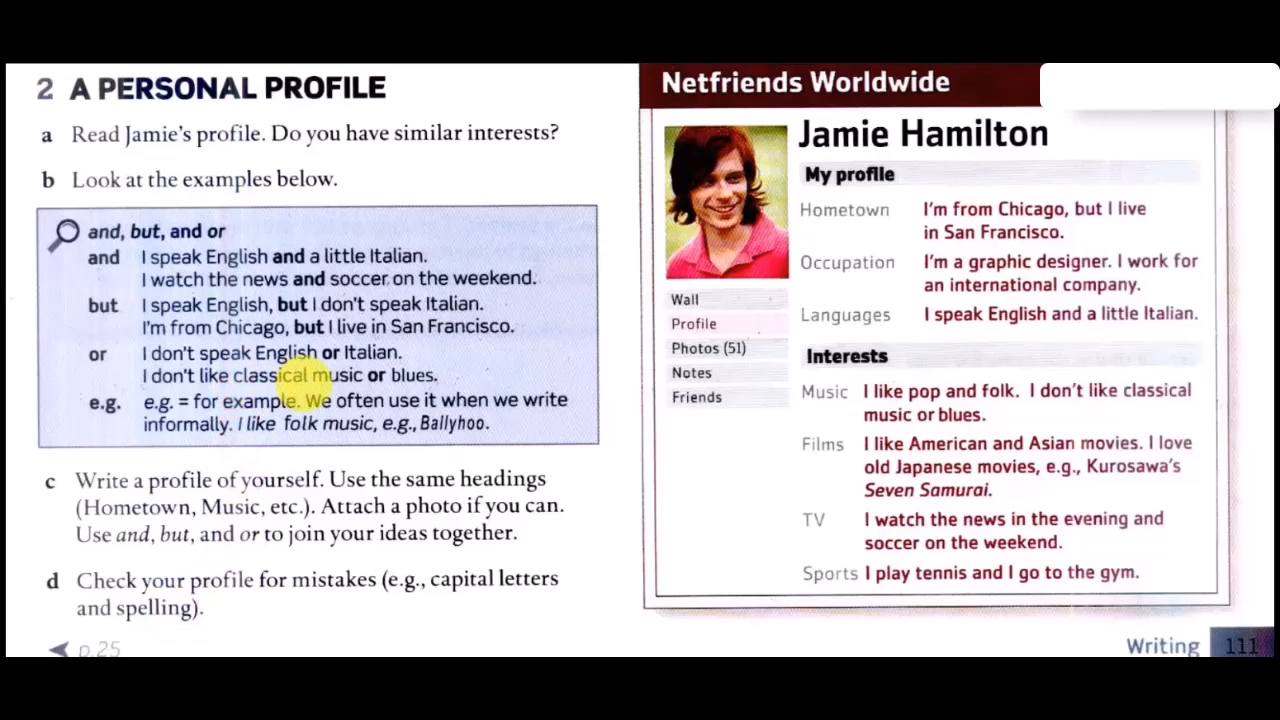 2 A PERSONAL PROFILE
a Read Jamie's profile. Do you have similar interests?
b Look at the examples below.
and, but, and or
and I speak English and a little Italian.
I watch the news and soccer on the weekend.
but I speak English, but I don't speak Italian.
I'm from Chicago, but I live in San Francisco.
or I don't speak English or Italian.
I don't like classical music or blues.
e.g. e.g. = for example. We often use it when we write
informally. I like folk music, e.g., Ballyhoo.
c Write a profile of yourself. Use the same headings
(Hometown, Music, etc.). Attach a photo if you can.
Use and, but, and or to join your ideas together.
d Check your profile for mistakes (e.g., capital letters
and spelling).
p.25
Netfriends Worldwide
Jamie Hamilton
My profile
Hometown I'm from Chicago, but I live
in San Francisco.
Occupation I'm a graphic designer. I work for
an international company.
Languages I speak English and a little Italian.
Wall
Profile
Photos (51)
Notes
Friends
Interests
Music I like pop and folk. I don't like classical
music or blues.
Films I like American and Asian movies. I love
old Japanese movies, e.g., Kurosawa's
Seven Samurai.
TV I watch the news in the evening and
soccer on the weekend.
Sports I play tennis and I go to the gym.
Writing 111